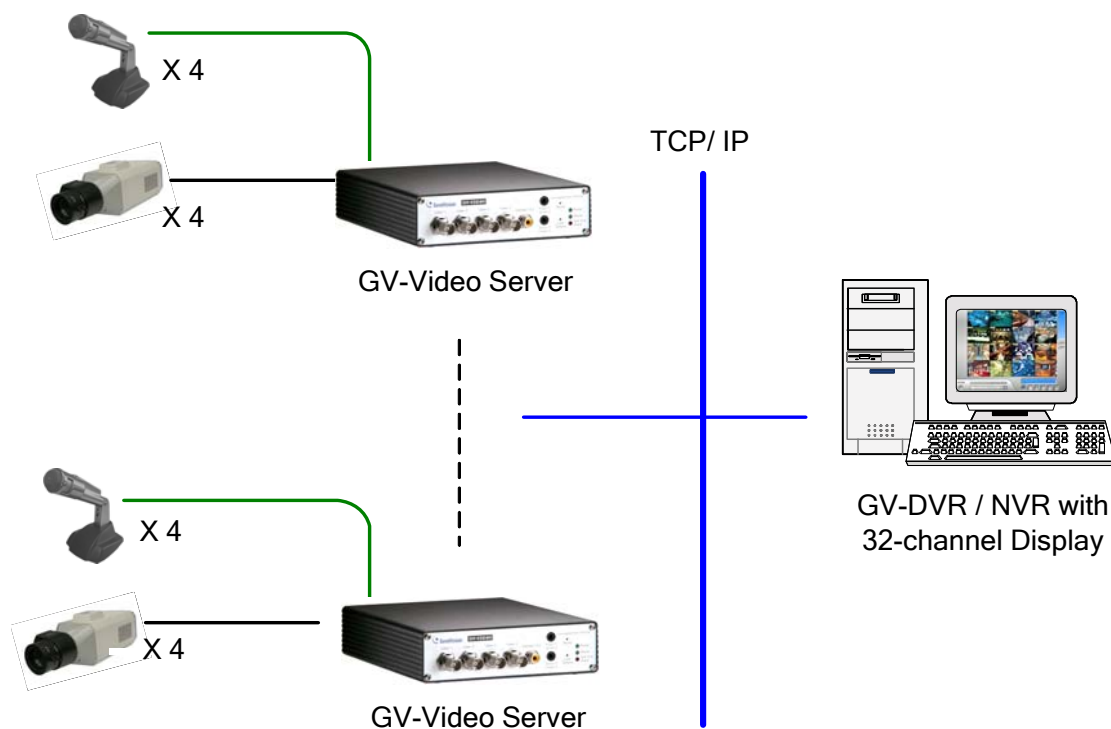 X 4
TCP/ IP
X 4
GV-Video Server
GV-DVR / NVR with
32-channel Display
X 4
X 4
GV-Video Server